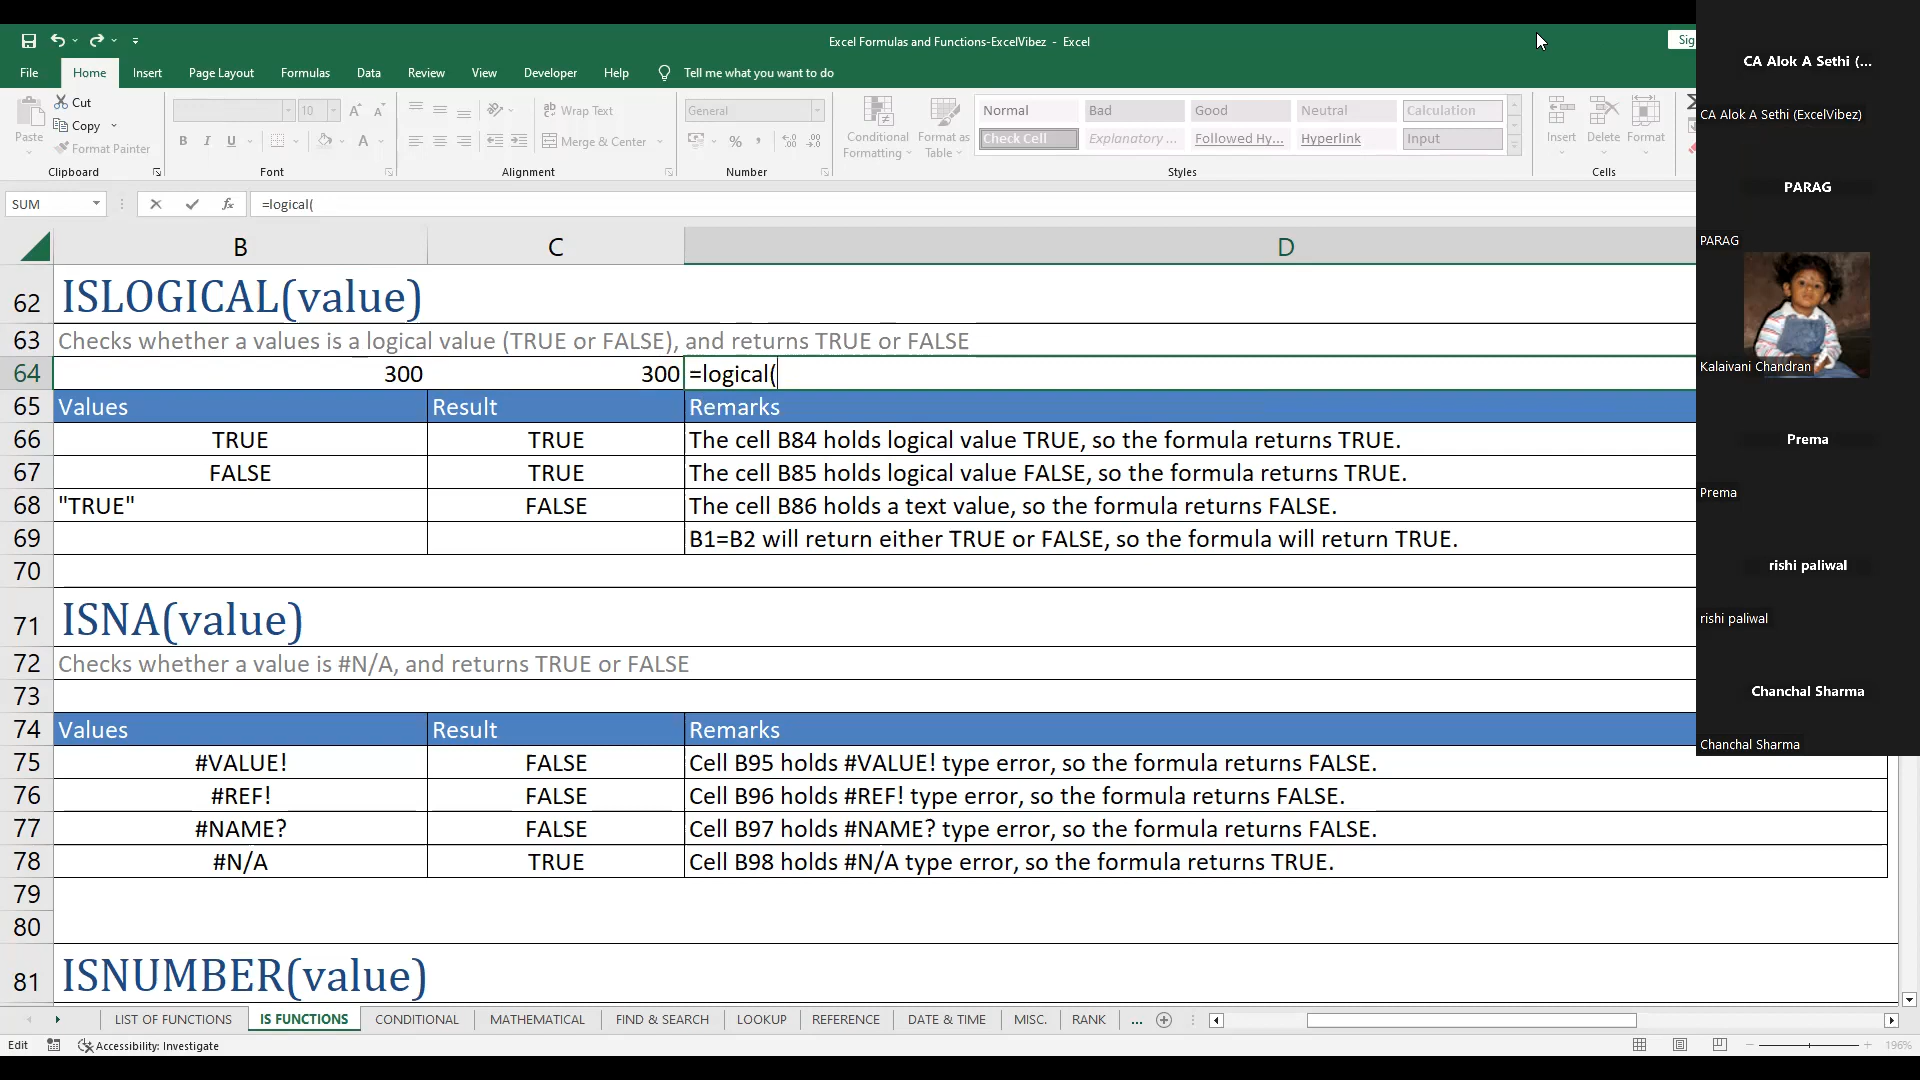 Excel Formulas and Functions-ExcelVibez - Excel
Sig
File Home Insert Page Layout Formulas Data Review View Developer Help Tell me what you want to do
Paste
Cut
Copy
Format Painter
Clipboard
10
B I U A
Font
Wrap Text
Merge & Center
Alignment
General
%
Number
Conditional Formatting
Format as Table
Normal Bad Good Neutral Calculation
Check Cell Explanatory ... Followed Hy... Hyperlink Input
Styles
Insert Delete Format
Cells
SUM
fx
=logical(
B C D
62 ISLOGICAL(value)
63 Checks whether a values is a logical value (TRUE or FALSE), and returns TRUE or FALSE
64 300 300 =logical(
65 Values Result Remarks
66 TRUE TRUE The cell B84 holds logical value TRUE, so the formula returns TRUE.
67 FALSE TRUE The cell B85 holds logical value FALSE, so the formula returns TRUE.
68 "TRUE" FALSE The cell B86 holds a text value, so the formula returns FALSE.
69 B1=B2 will return either TRUE or FALSE, so the formula will return TRUE.
70
71 ISNA(value)
72 Checks whether a value is #N/A, and returns TRUE or FALSE
73
74 Values Result Remarks
75 #VALUE! FALSE Cell B95 holds #VALUE! type error, so the formula returns FALSE.
76 #REF! FALSE Cell B96 holds #REF! type error, so the formula returns FALSE.
77 #NAME? FALSE Cell B97 holds #NAME? type error, so the formula returns FALSE.
78 #N/A TRUE Cell B98 holds #N/A type error, so the formula returns TRUE.
79
80
81 ISNUMBER(value)
LIST OF FUNCTIONS IS FUNCTIONS CONDITIONAL MATHEMATICAL FIND & SEARCH LOOKUP REFERENCE DATE & TIME MISC. RANK ...
Edit Accessibility: Investigate 196%
CA Alok A Sethi (...
CA Alok A Sethi (ExcelVibez)
PARAG
PARAG
Kalaivani Chandran
Prema
Prema
rishi paliwal
rishi paliwal
Chanchal Sharma
Chanchal Sharma